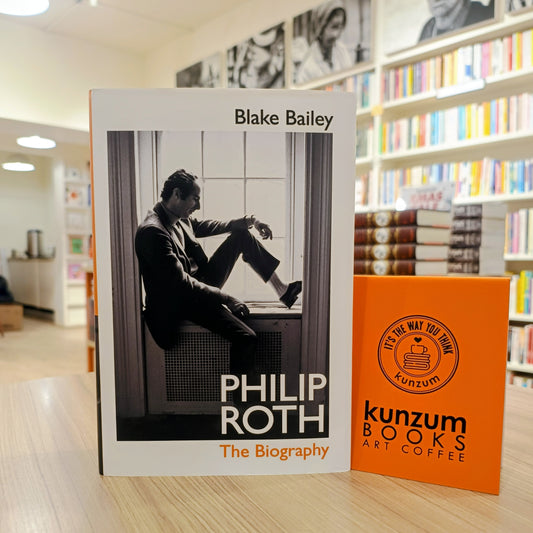 Blake Bailey
PHILIP
ROTH
The Biography
IT'S THE WAY YOU THINK
kunzum
kunzum
BOOKS
ART COFFEE